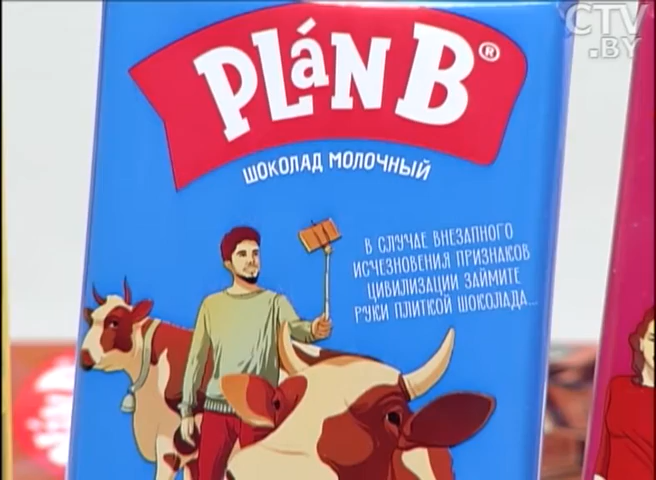 CTV
.BY
PLáN B®
ШОКОЛАД МОЛОЧНЫЙ
В СЛУЧАЕ ВНЕЗАПНОГО
ИСЧЕЗНОВЕНИЯ ПРИЗНАКОВ
ЦИВИЛИЗАЦИИ ЗАЙМИТЕ
РУКИ ПЛИТКОЙ ШОКОЛАДА...